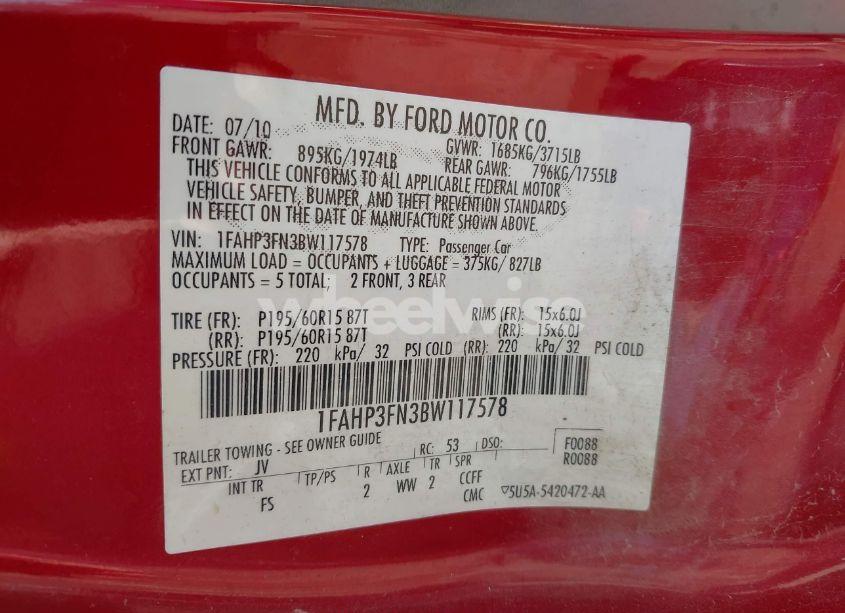 MFD. BY FORD MOTOR CO.
DATE: 07/10 GVWR: 1685KG/3715LB
FRONT GAWR: 895KG/1974LB REAR GAWR: 796KG/1755LB
THIS VEHICLE CONFORMS TO ALL APPLICABLE FEDERAL MOTOR
VEHICLE SAFETY, BUMPER, AND THEFT PREVENTION STANDARDS
IN EFFECT ON THE DATE OF MANUFACTURE SHOWN ABOVE.
VIN: 1FAHP3FN3BW117578 TYPE: Passenger Car
MAXIMUM LOAD = OCCUPANTS + LUGGAGE = 375KG/ 827LB
OCCUPANTS = 5 TOTAL; 2 FRONT, 3 REAR
wheelwise
TIRE (FR): P195/60R15 87T RIMS (FR): 15x6.0J
(RR): P195/60R15 87T (RR): 15x6.0J
PRESSURE (FR): 220 kPa/ 32 PSI COLD (RR): 220 kPa/ 32 PSI COLD
1FAHP3FN3BW117578
TRAILER TOWING - SEE OWNER GUIDE RC: 53 DSO: F0088
EXT PNT: JV R0088
INT TR TP/PS R AXLE TR SPR
FS 2 WW 2 CCFF
CMC ▽5U5A-5420472-AA